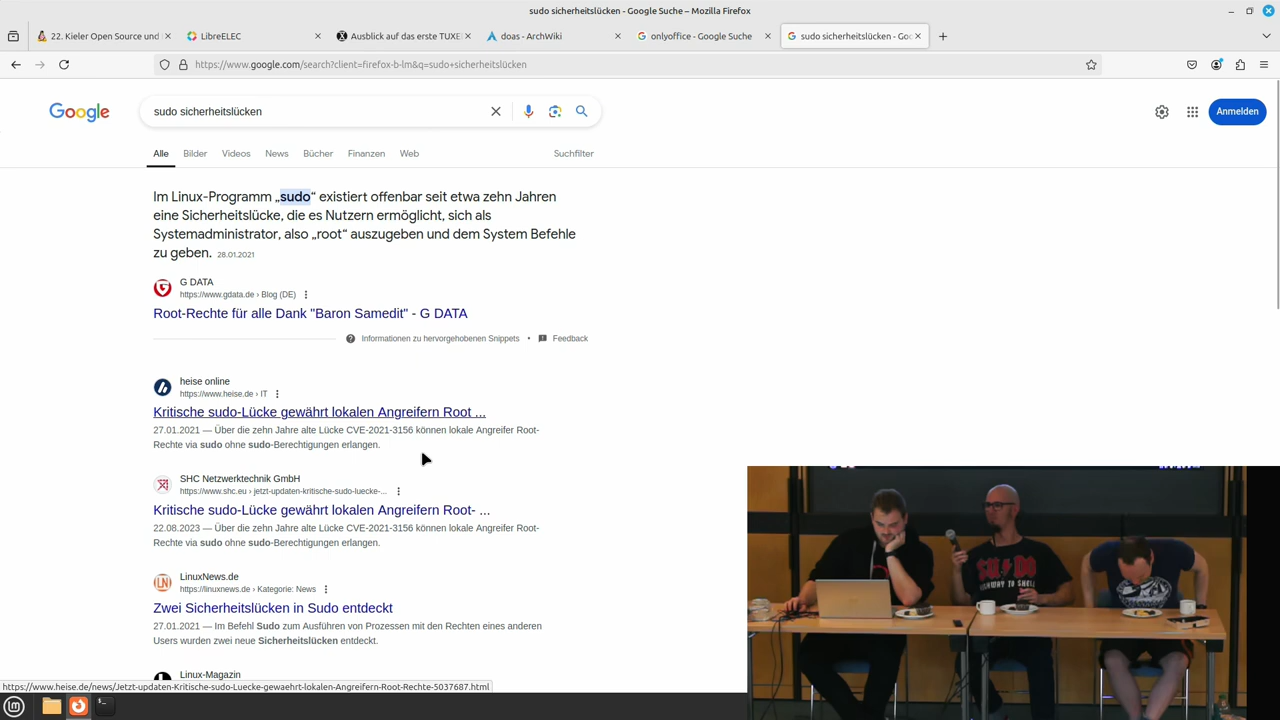 sudo sicherheitslücken - Google Suche – Mozilla Firefox
22. Kieler Open Source und
LibreELEC
Ausblick auf das erste TUXE
doas - ArchWiki
onlyoffice - Google Suche
sudo sicherheitslücken - Goo
https://www.google.com/search?client=firefox-b-lm&q=sudo+sicherheitslücken
Google
sudo sicherheitslücken
Anmelden
Alle Bilder Videos News Bücher Finanzen Web Suchfilter
Im Linux-Programm „sudo“ existiert offenbar seit etwa zehn Jahren
eine Sicherheitslücke, die es Nutzern ermöglicht, sich als
Systemadministrator, also „root“ auszugeben und dem System Befehle
zu geben. 28.01.2021
G DATA
https://www.gdata.de › Blog (DE)
Root-Rechte für alle Dank "Baron Samedit" - G DATA
Informationen zu hervorgehobenen Snippets • Feedback
heise online
https://www.heise.de › IT
Kritische sudo-Lücke gewährt lokalen Angreifern Root ...
27.01.2021 — Über die zehn Jahre alte Lücke CVE-2021-3156 können lokale Angreifer Root-
Rechte via sudo ohne sudo-Berechtigungen erlangen.
SHC Netzwerktechnik GmbH
https://www.shc.eu › jetzt-updaten-kritische-sudo-luecke-...
Kritische sudo-Lücke gewährt lokalen Angreifern Root- ...
22.08.2023 — Über die zehn Jahre alte Lücke CVE-2021-3156 können lokale Angreifer Root-
Rechte via sudo ohne sudo-Berechtigungen erlangen.
LinuxNews.de
https://linuxnews.de › Kategorie: News
Zwei Sicherheitslücken in Sudo entdeckt
27.01.2021 — Im Befehl Sudo zum Ausführen von Prozessen mit den Rechten eines anderen
Users wurden zwei neue Sicherheitslücken entdeckt.
Linux-Magazin
https://www.heise.de/news/Jetzt-updaten-Kritische-sudo-Luecke-gewaehrt-lokalen-Angreifern-Root-Rechte-5037687.html
SU DO
HIGHWAY TO SHELL